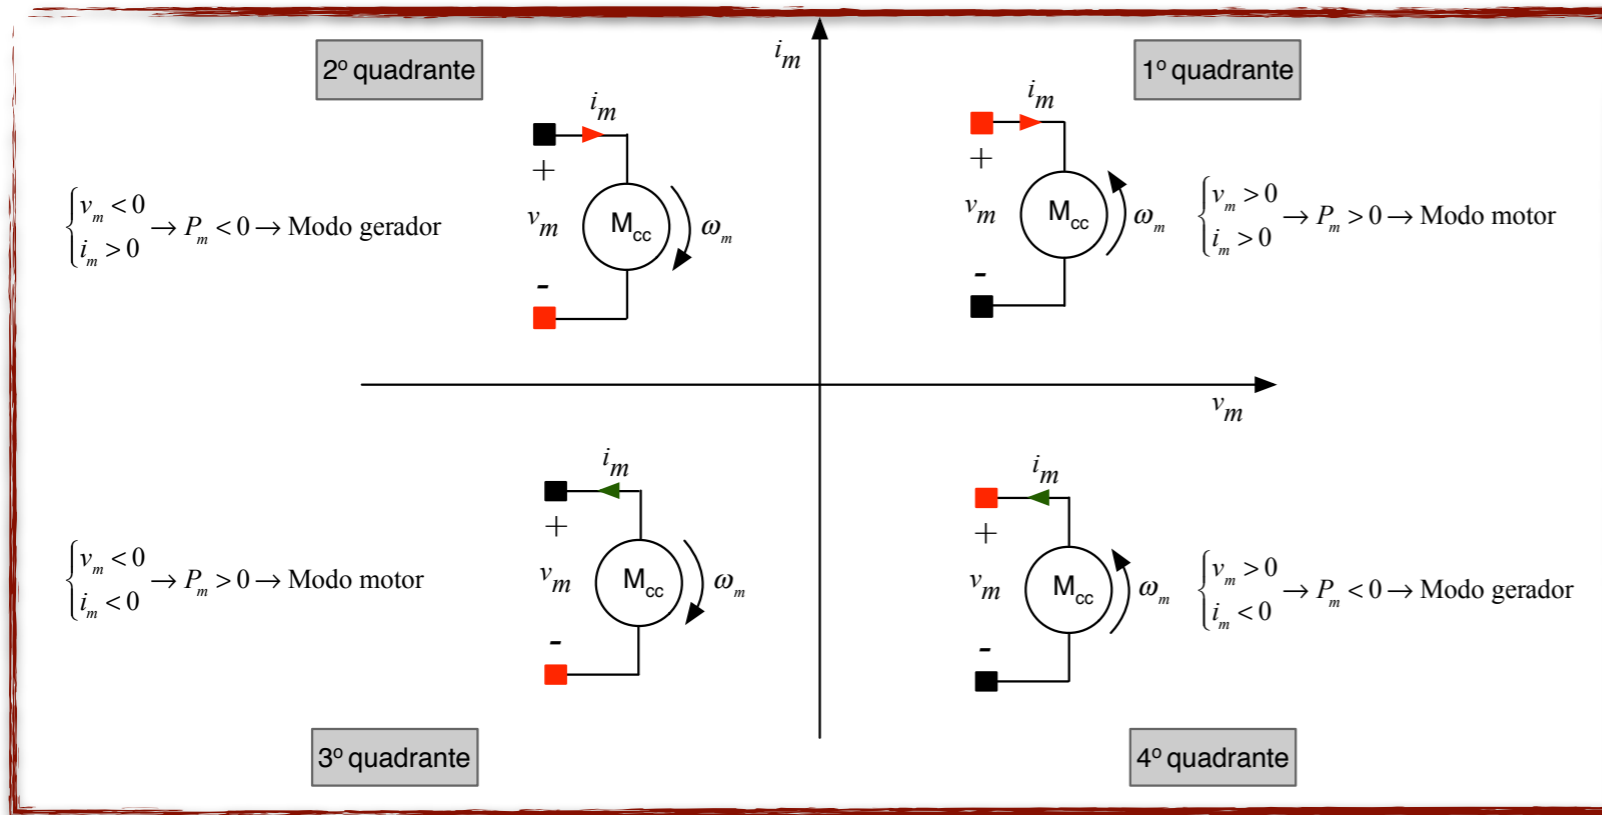 2º quadrante
i_m
1º quadrante
i_m
+
v_m
-
M_cc
ω_m
{v_m < 0
i_m > 0 → P_m < 0 → Modo gerador
i_m
+
v_m
-
M_cc
ω_m
{v_m > 0
i_m > 0 → P_m > 0 → Modo motor
v_m
i_m
+
v_m
-
M_cc
ω_m
{v_m < 0
i_m < 0 → P_m > 0 → Modo motor
i_m
+
v_m
-
M_cc
ω_m
{v_m > 0
i_m < 0 → P_m < 0 → Modo gerador
3º quadrante
4º quadrante